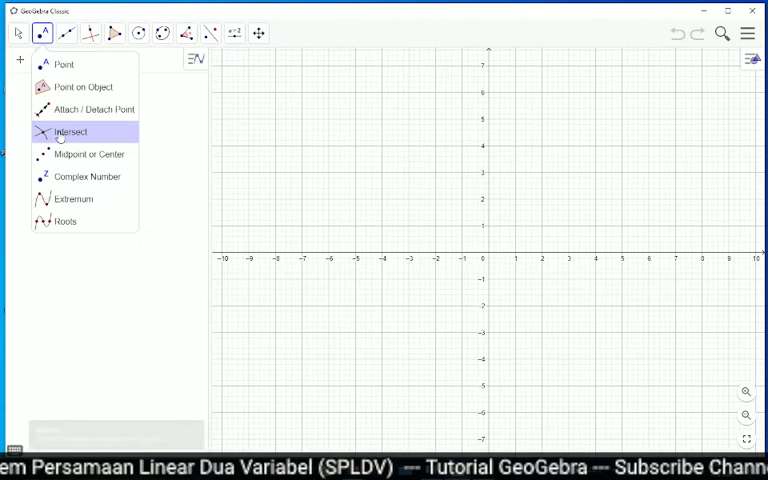 GeoGebra Classic
A
a=2
Point
Point on Object
Attach / Detach Point
Intersect
Midpoint or Center
Complex Number
Extremum
Roots
7
6
5
4
3
2
1
-10 -9 -8 -7 -6 -5 -4 -3 -2 -1 0 1 2 3 4 5 6 7 8 9 10
-1
-2
-3
-4
-5
-6
-7
em Persamaan Linear Dua Variabel (SPLDV) --- Tutorial GeoGebra --- Subscribe Channe